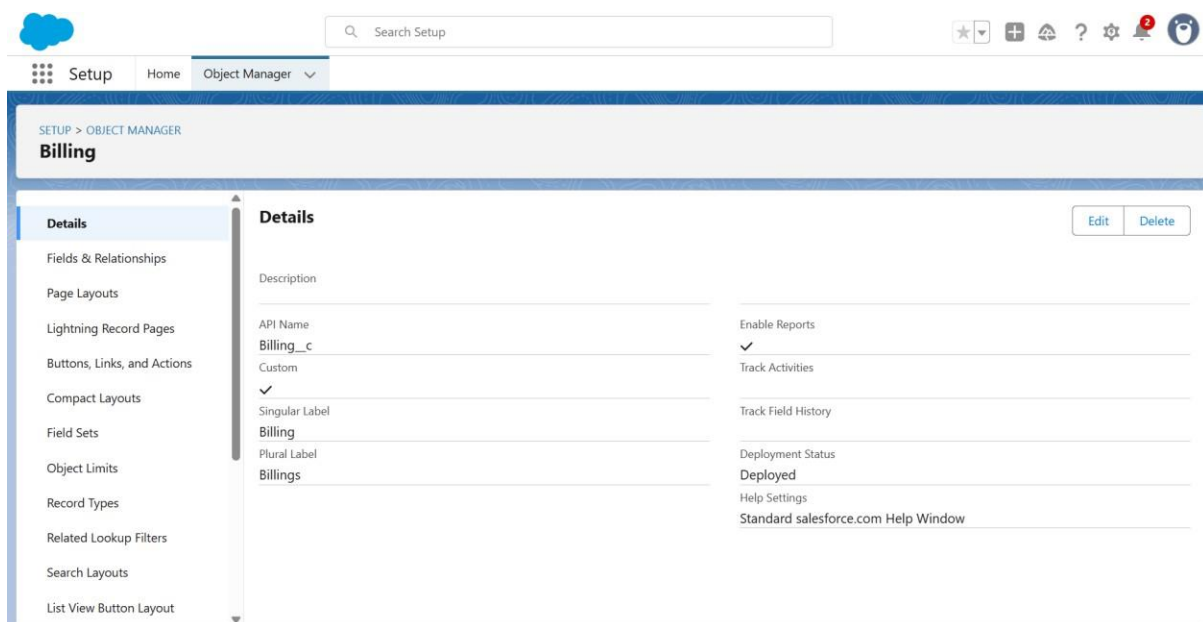 Search Setup
2
Setup
Home
Object Manager
SETUP > OBJECT MANAGER
Billing
Details
Fields & Relationships
Page Layouts
Lightning Record Pages
Buttons, Links, and Actions
Compact Layouts
Field Sets
Object Limits
Record Types
Related Lookup Filters
Search Layouts
List View Button Layout
Details
Edit
Delete
Description
API Name
Billing__c
Custom
Singular Label
Billing
Plural Label
Billings
Enable Reports
Track Activities
Track Field History
Deployment Status
Deployed
Help Settings
Standard salesforce.com Help Window